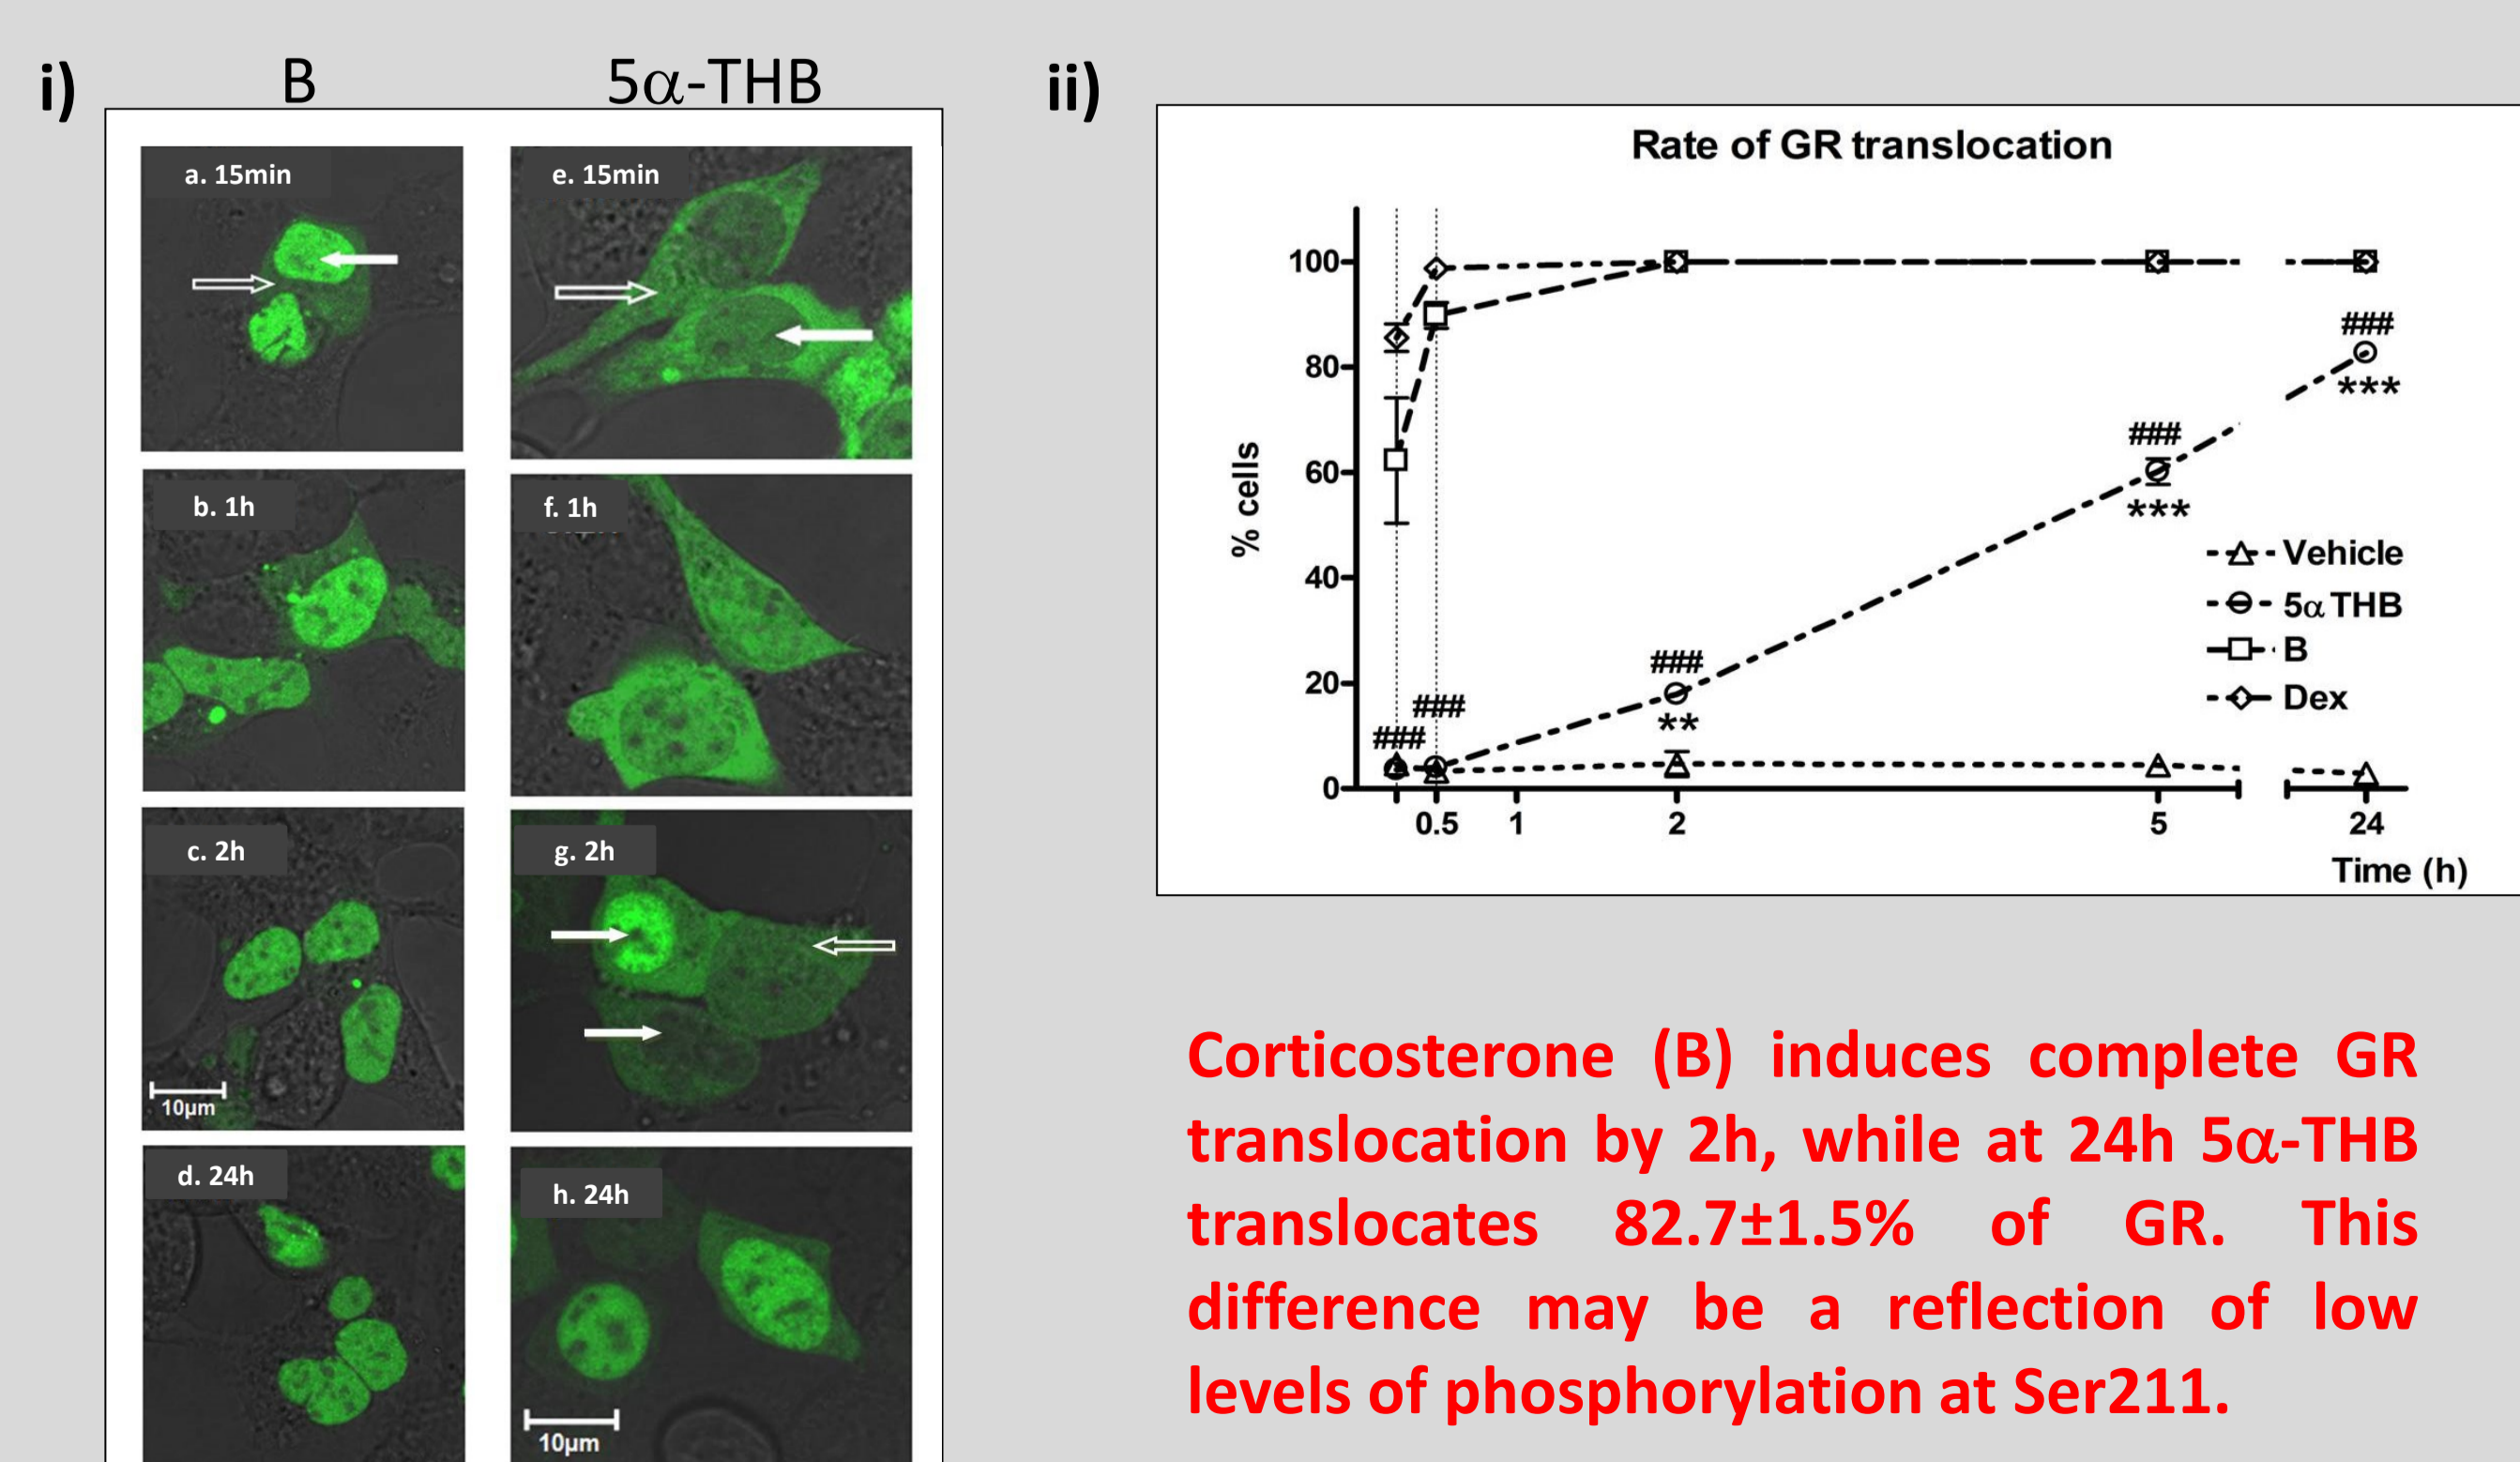 i)
B
5α-THB
a. 15min
e. 15min
b. 1h
f. 1h
c. 2h
g. 2h
10μm
d. 24h
h. 24h
10μm
ii)
Rate of GR translocation
% cells
100
80
60
40
20
0
###
***
###
***
###
**
###
###
Vehicle
5α THB
B
Dex
0.5 1 2 5 24
Time (h)
Corticosterone (B) induces complete GR
translocation by 2h, while at 24h 5α-THB
translocates 82.7±1.5% of GR. This
difference may be a reflection of low
levels of phosphorylation at Ser211.